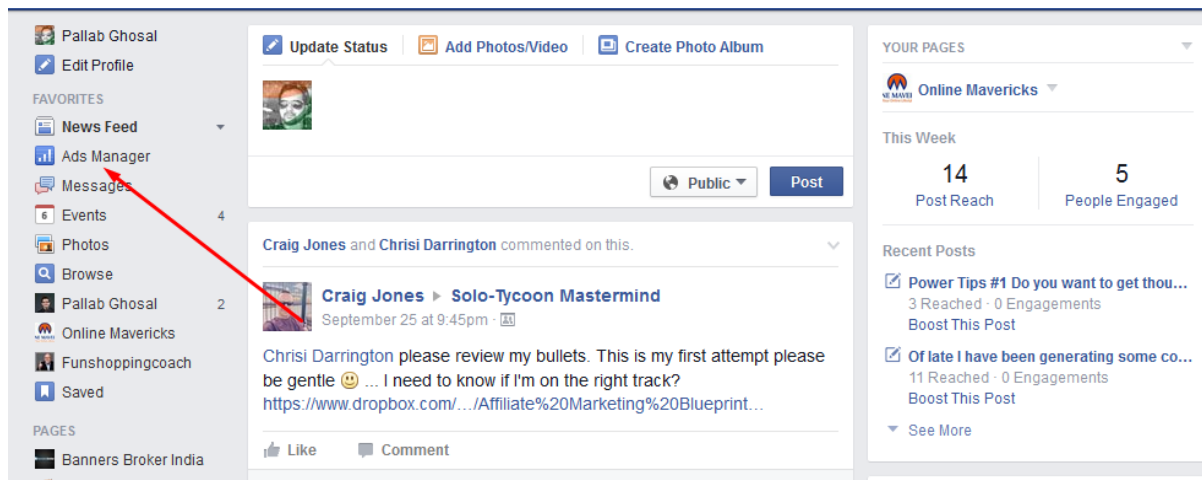 Pallab Ghosal
Edit Profile
FAVORITES
News Feed
Ads Manager
Messages
6 Events 4
Photos
Browse
Pallab Ghosal 2
Online Mavericks
Funshoppingcoach
Saved
PAGES
Banners Broker India
Update Status Add Photos/Video Create Photo Album
Public Post
Craig Jones and Chrisi Darrington commented on this.
Craig Jones ▶ Solo-Tycoon Mastermind
September 25 at 9:45pm ·
Chrisi Darrington please review my bullets. This is my first attempt please
be gentle 🙂 ... I need to know if I'm on the right track?
https://www.dropbox.com/.../Affiliate%20Marketing%20Blueprint...
Like Comment
YOUR PAGES
Online Mavericks
This Week
14 5
Post Reach People Engaged
Recent Posts
Power Tips #1 Do you want to get thou...
3 Reached · 0 Engagements
Boost This Post
Of late I have been generating some co...
11 Reached · 0 Engagements
Boost This Post
See More